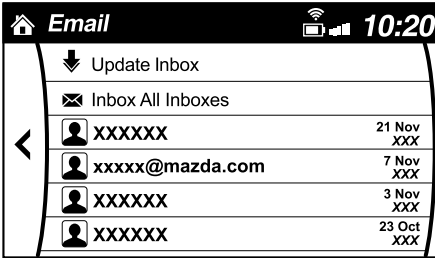 Email 10:20
Update Inbox
Inbox All Inboxes
XXXXXX 21 Nov
XXX
xxxxx@mazda.com 7 Nov
XXX
XXXXXX 3 Nov
XXX
XXXXXX 23 Oct
XXX